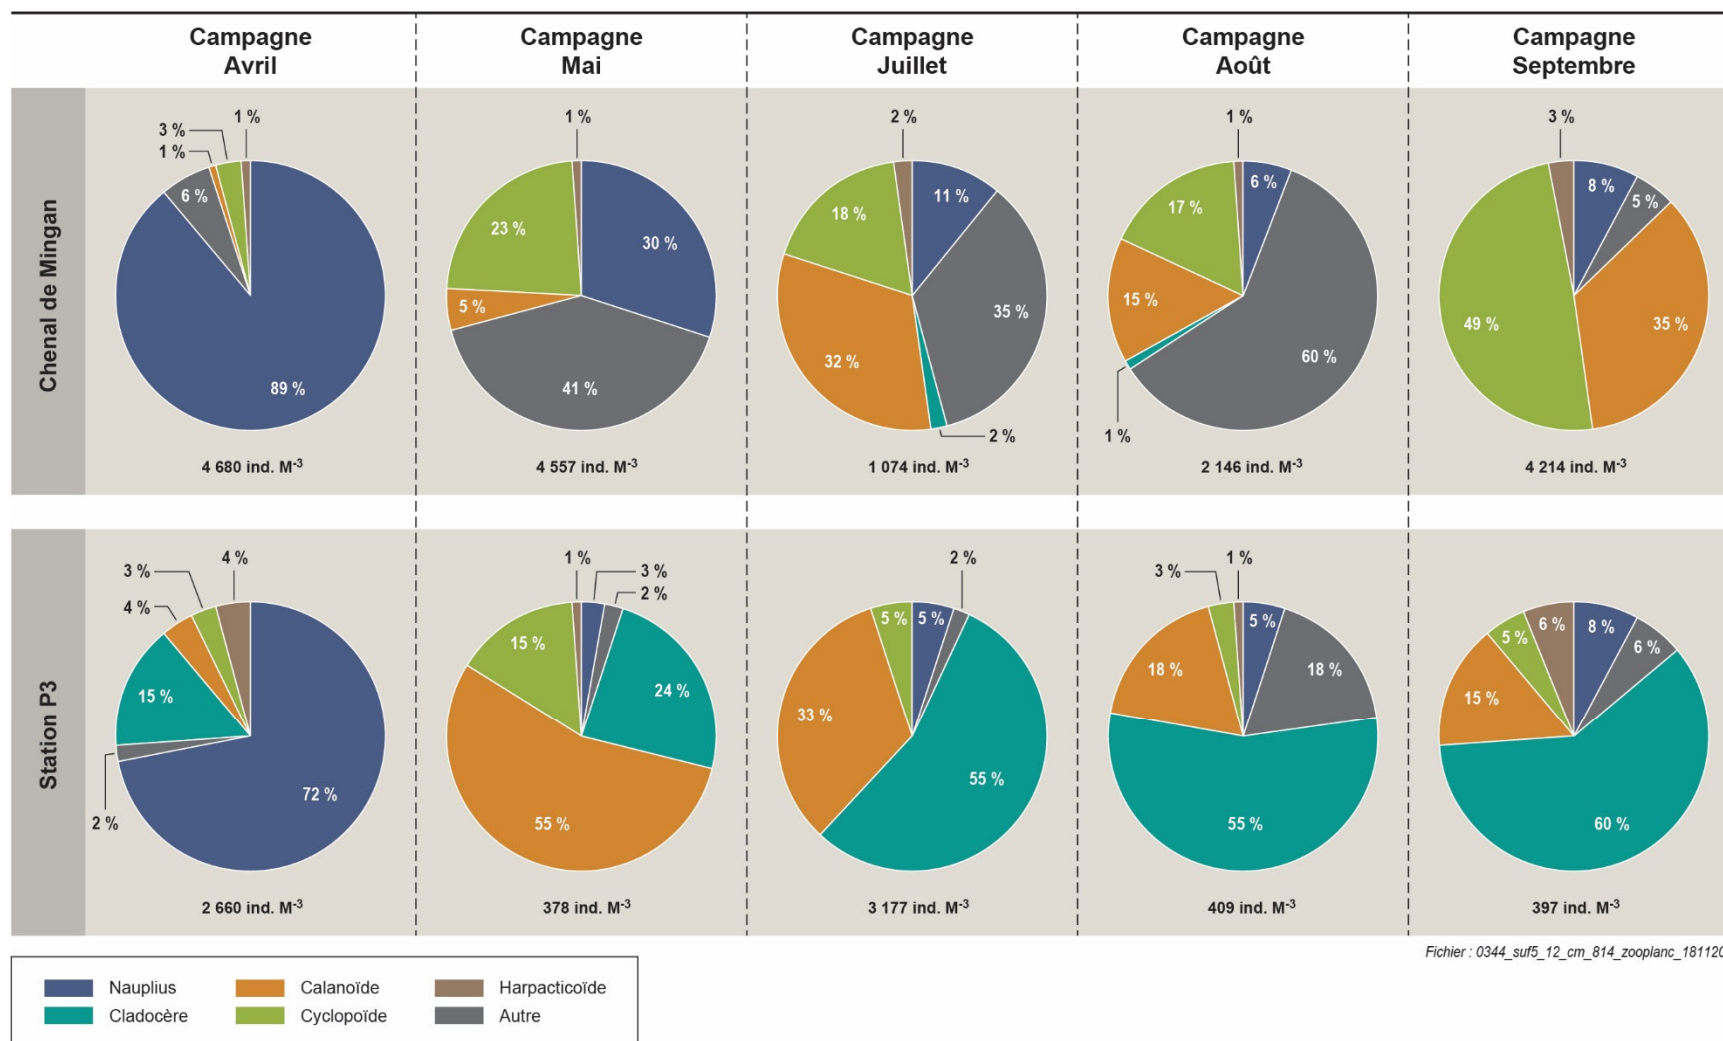 Campagne
Avril
Campagne
Mai
Campagne
Juillet
Campagne
Août
Campagne
Septembre
Chenal de Mingan
1 %
3 %
1 %
6 %
89 %
4 680 ind. M-3
1 %
23 %
30 %
5 %
41 %
4 557 ind. M-3
2 %
11 %
18 %
35 %
32 %
2 %
1 074 ind. M-3
1 %
6 %
17 %
15 %
60 %
1 %
2 146 ind. M-3
3 %
8 %
5 %
49 %
35 %
4 214 ind. M-3
Station P3
4 %
3 %
4 %
15 %
72 %
2 %
2 660 ind. M-3
1 %
3 %
2 %
15 %
24 %
55 %
378 ind. M-3
2 %
5 %
5 %
33 %
55 %
3 177 ind. M-3
1 %
3 %
5 %
18 %
18 %
55 %
409 ind. M-3
5 %
6 %
8 %
6 %
15 %
60 %
397 ind. M-3
Fichier : 0344_suf5_12_cm_814_zooplanc_181120
Nauplius
Calanoïde
Harpacticoïde
Cladocère
Cyclopoïde
Autre